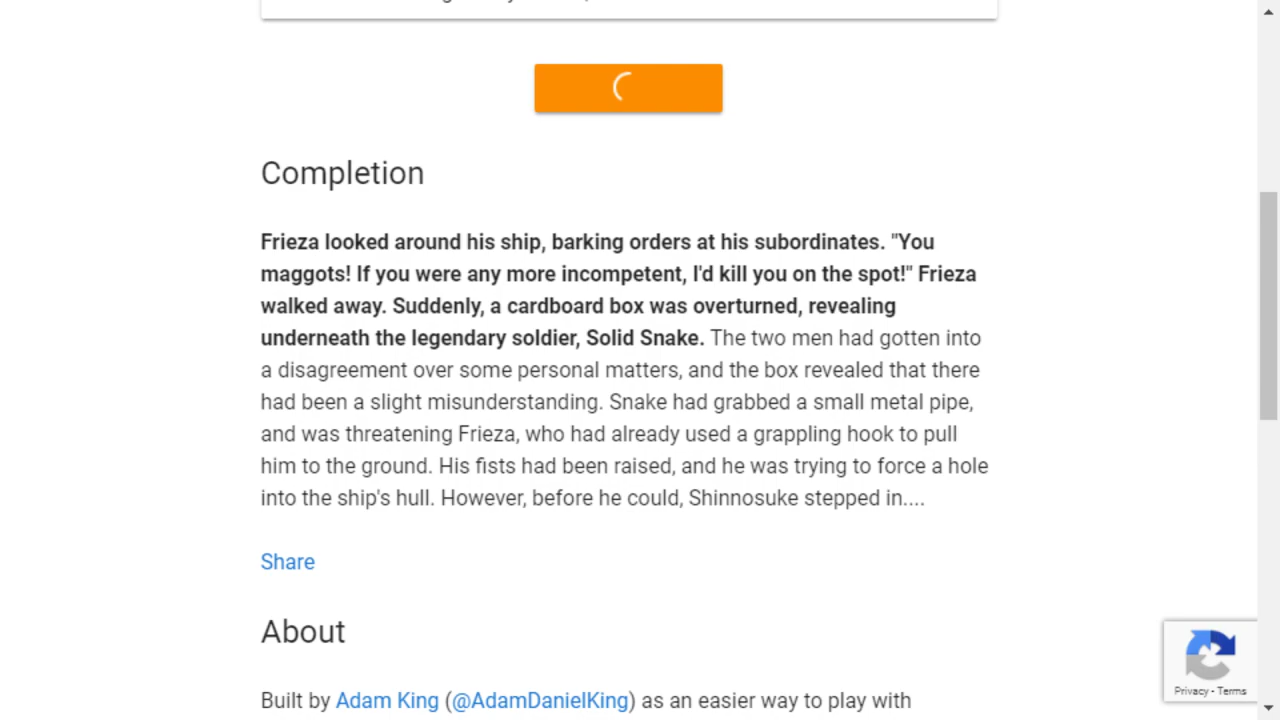 Completion
Frieza looked around his ship, barking orders at his subordinates. "You
maggots! If you were any more incompetent, I'd kill you on the spot!" Frieza
walked away. Suddenly, a cardboard box was overturned, revealing
underneath the legendary soldier, Solid Snake. The two men had gotten into
a disagreement over some personal matters, and the box revealed that there
had been a slight misunderstanding. Snake had grabbed a small metal pipe,
and was threatening Frieza, who had already used a grappling hook to pull
him to the ground. His fists had been raised, and he was trying to force a hole
into the ship's hull. However, before he could, Shinnosuke stepped in....
Share
About
Built by Adam King (@AdamDanielKing) as an easier way to play with
Privacy - Terms